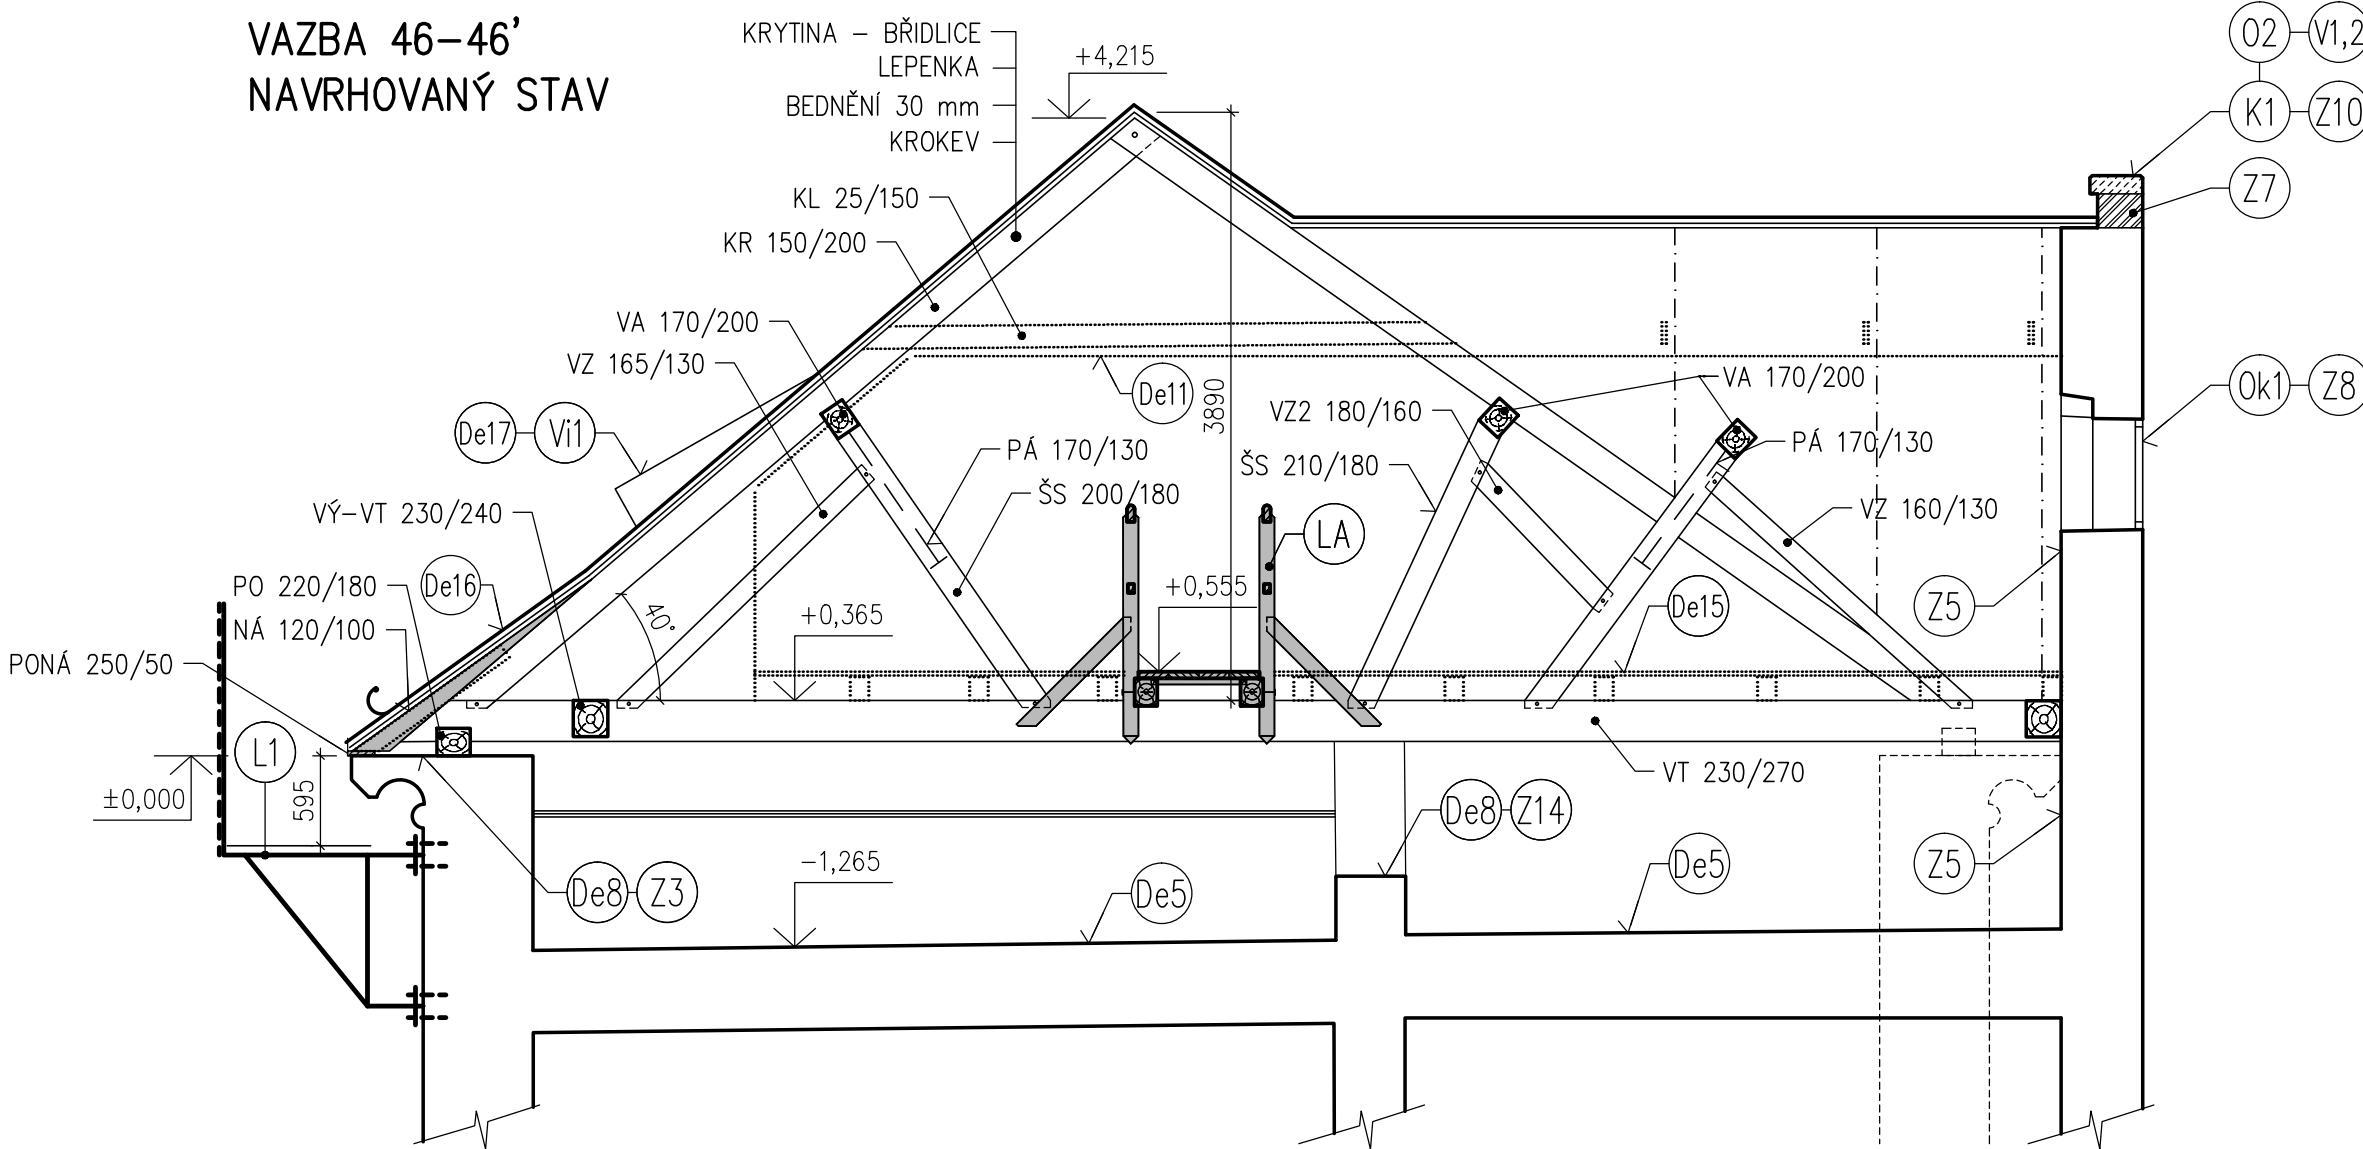 VAZBA 46–46’
NAVRHOVANÝ STAV
KRYTINA – BŘIDLICE
LEPENKA
BEDNĚNÍ 30 mm
KROKEV
+4,215
O2
V1,2
K1
Z10
Z7
KL 25/150
KR 150/200
VA 170/200
VZ 165/130
De11
3890
VA 170/200
Ok1
Z8
VZ2 180/160
De17
Vi1
PÁ 170/130
PÁ 170/130
ŠS 210/180
ŠS 200/180
VÝ–VT 230/240
VZ 160/130
LA
PO 220/180
De16
+0,555
NÁ 120/100
40°
+0,365
De15
Z5
PONÁ 250/50
L1
VT 230/270
±0,000
595
De8
Z14
–1,265
De5
De5
Z5
De8
Z3